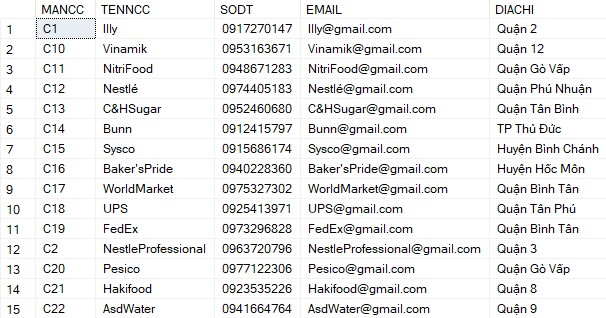 MANCC TENNCC SODT EMAIL DIACHI
1 C1 Illy 0917270147 Illy@gmail.com Quận 2
2 C10 Vinamik 0953163671 Vinamik@gmail.com Quận 12
3 C11 NitriFood 0948671283 NitriFood@gmail.com Quận Gò Vấp
4 C12 Nestlé 0974405183 Nestlé@gmail.com Quận Phú Nhuận
5 C13 C&HSugar 0952460680 C&HSugar@gmail.com Quận Tân Bình
6 C14 Bunn 0912415797 Bunn@gmail.com TP Thủ Đức
7 C15 Sysco 0915686174 Sysco@gmail.com Huyện Bình Chánh
8 C16 Baker'sPride 0940228360 Baker'sPride@gmail.com Huyện Hốc Môn
9 C17 WorldMarket 0975327302 WorldMarket@gmail.com Quận Bình Tân
10 C18 UPS 0925413971 UPS@gmail.com Quận Tân Phú
11 C19 FedEx 0973296828 FedEx@gmail.com Quận Bình Tân
12 C2 NestleProfessional 0963720796 NestleProfessional@gmail.com Quận 3
13 C20 Pesico 0977122306 Pesico@gmail.com Quận Gò Vấp
14 C21 Hakifood 0923535226 Hakifood@gmail.com Quận 8
15 C22 AsdWater 0941664764 AsdWater@gmail.com Quận 9